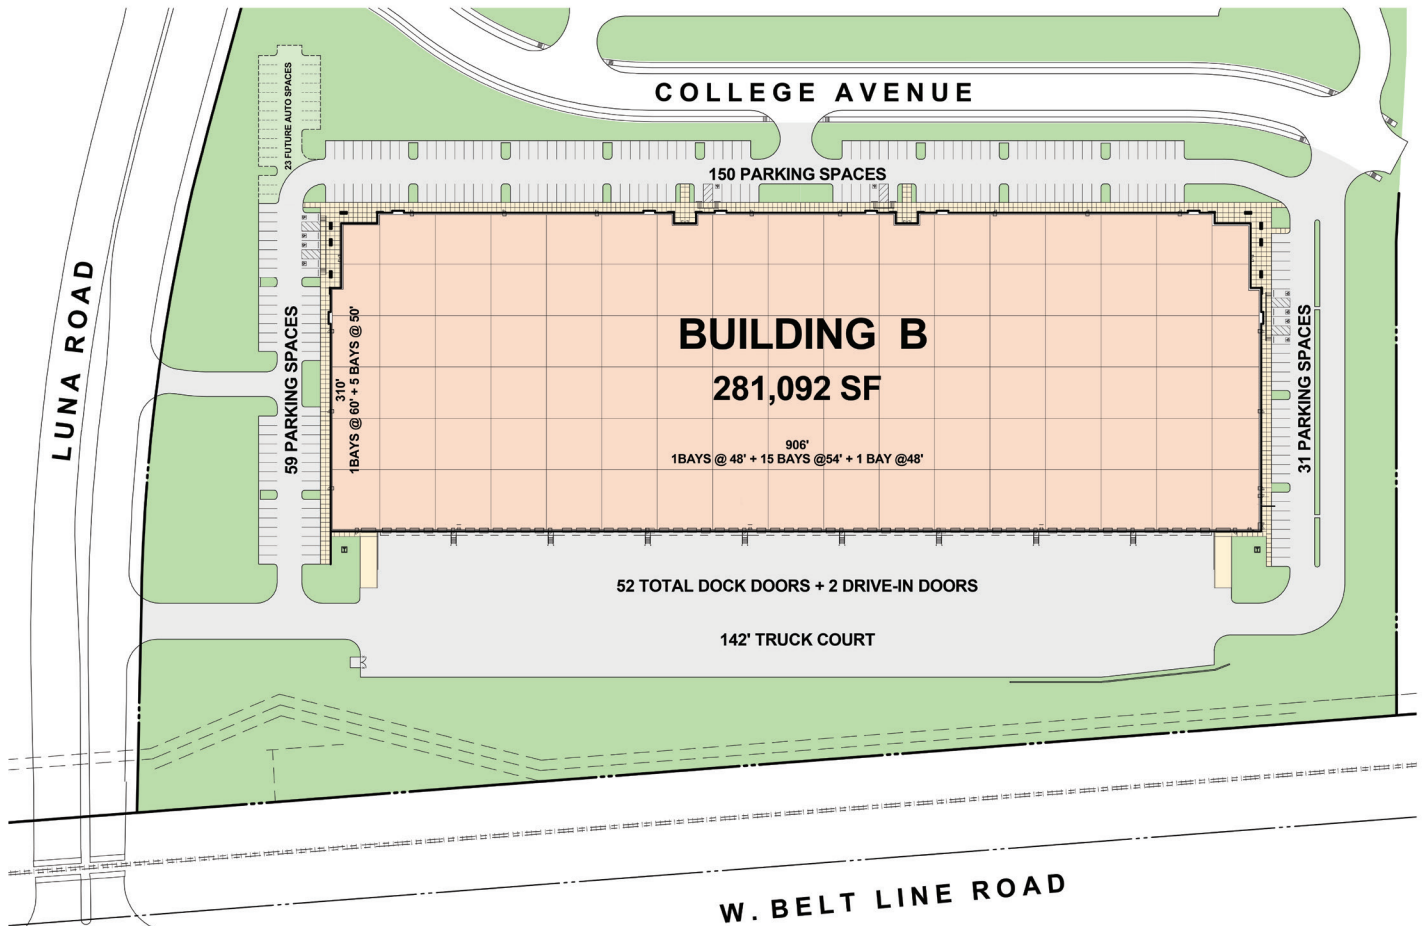 COLLEGE AVENUE
23 FUTURE AUTO SPACES
150 PARKING SPACES
LUNA ROAD
59 PARKING SPACES
310'
1BAYS @ 60' + 5 BAYS @ 50'
BUILDING B
281,092 SF
906'
1BAYS @ 48' + 15 BAYS @54' + 1 BAY @48'
31 PARKING SPACES
52 TOTAL DOCK DOORS + 2 DRIVE-IN DOORS
142' TRUCK COURT
W. BELT LINE ROAD